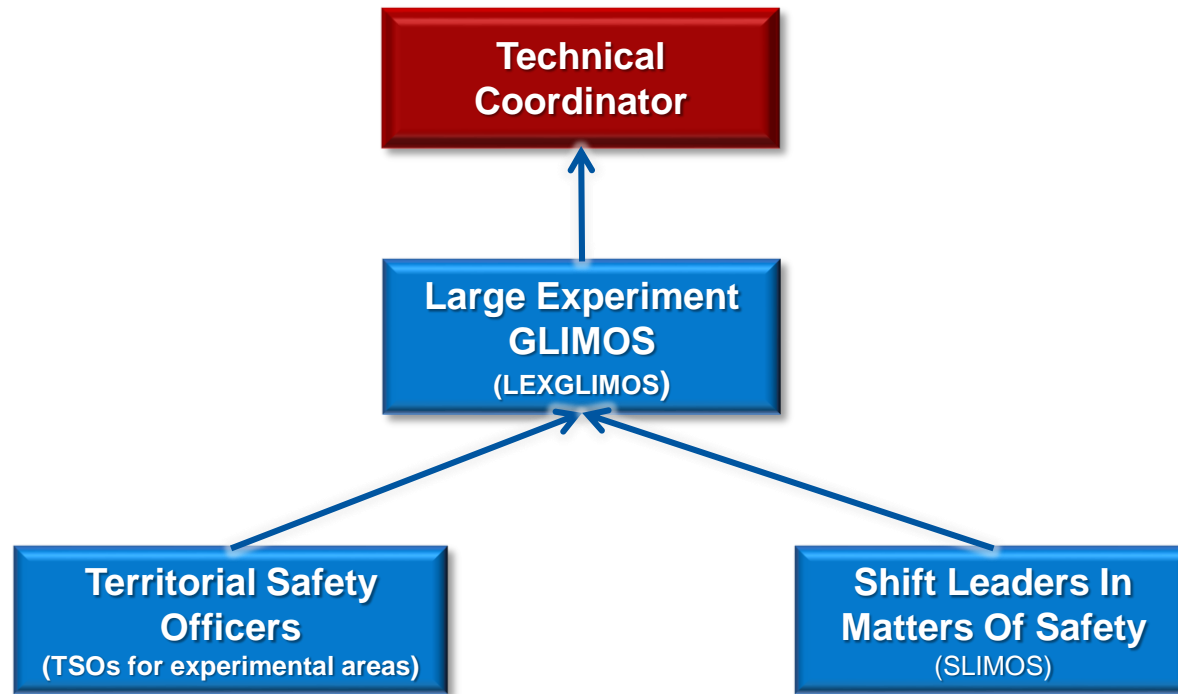 Technical
Coordinator
Large Experiment
GLIMOS
(LEXGLIMOS)
Territorial Safety
Officers
(TSOs for experimental areas)
Shift Leaders In
Matters Of Safety
(SLIMOS)